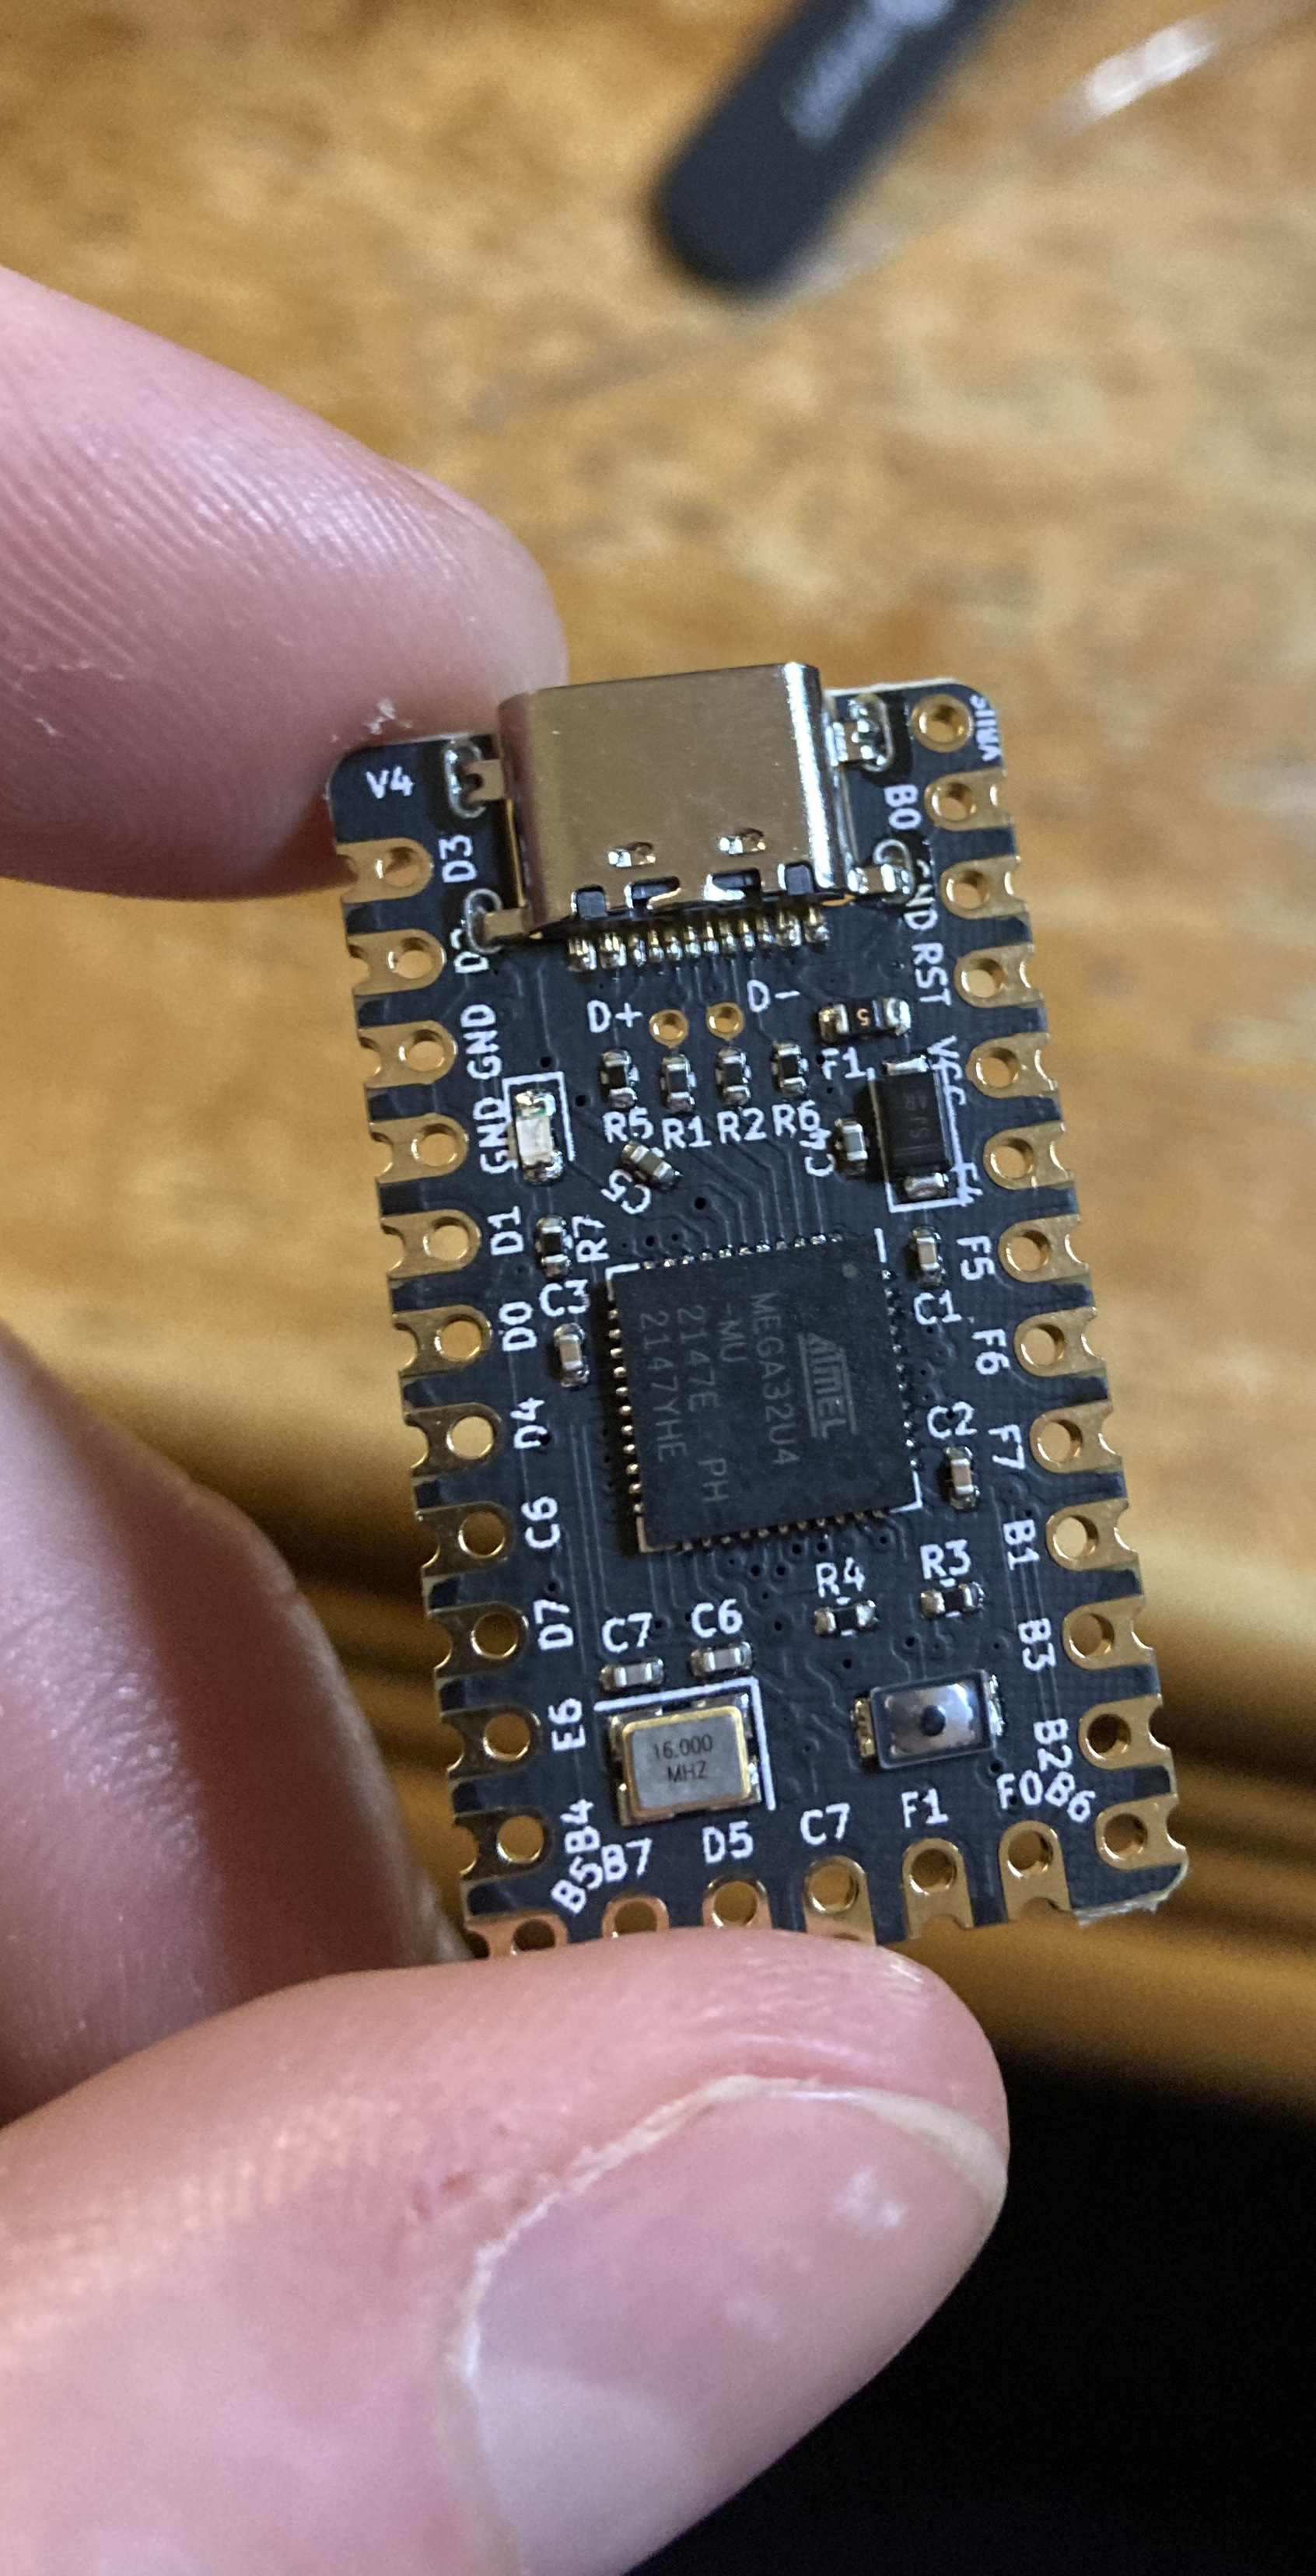 V4
VBUS
D3
B0
D2
GND
RST
GND
D+
D-
5
F1
VCC
GND
R5
R1
R2
R6
C4
C5
F4
D1
R7
F5
D0
C3
C1
F6
ATMEL
MEGA32U4
-MU
2147E PH
2147YHE
D4
C2
F7
C6
B1
R4
R3
D7
C7
C6
B3
E6
16.000
MHZ
B2
B4
B5
B7
D5
C7
F1
F0
B6